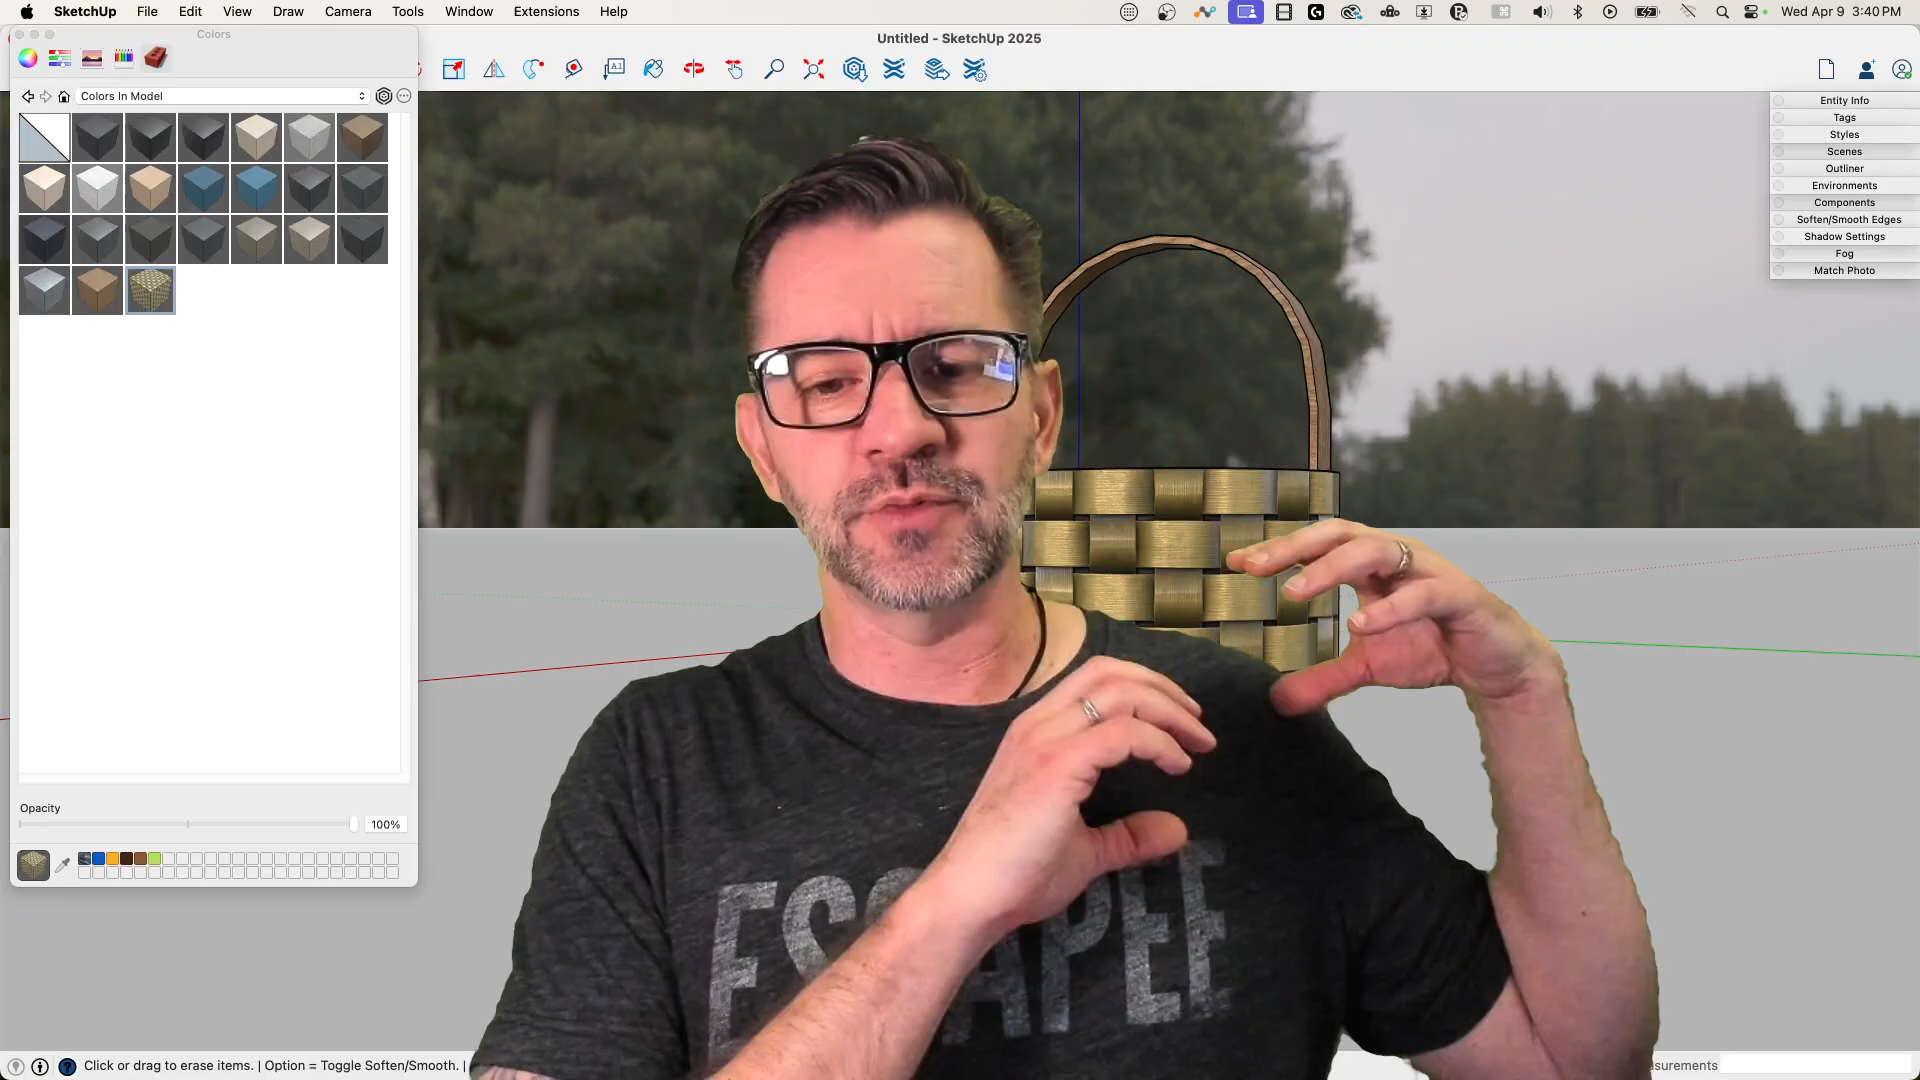 SketchUp File Edit View Draw Camera Tools Window Extensions Help
Wed Apr 9 3:40 PM
Colors
Untitled - SketchUp 2025
A1
Colors In Model
Entity Info
Tags
Styles
Scenes
Outliner
Environments
Components
Soften/Smooth Edges
Shadow Settings
Fog
Match Photo
Opacity
100%
ESCAPEE
Click or drag to erase items. | Option = Toggle Soften/Smooth. |
asurements